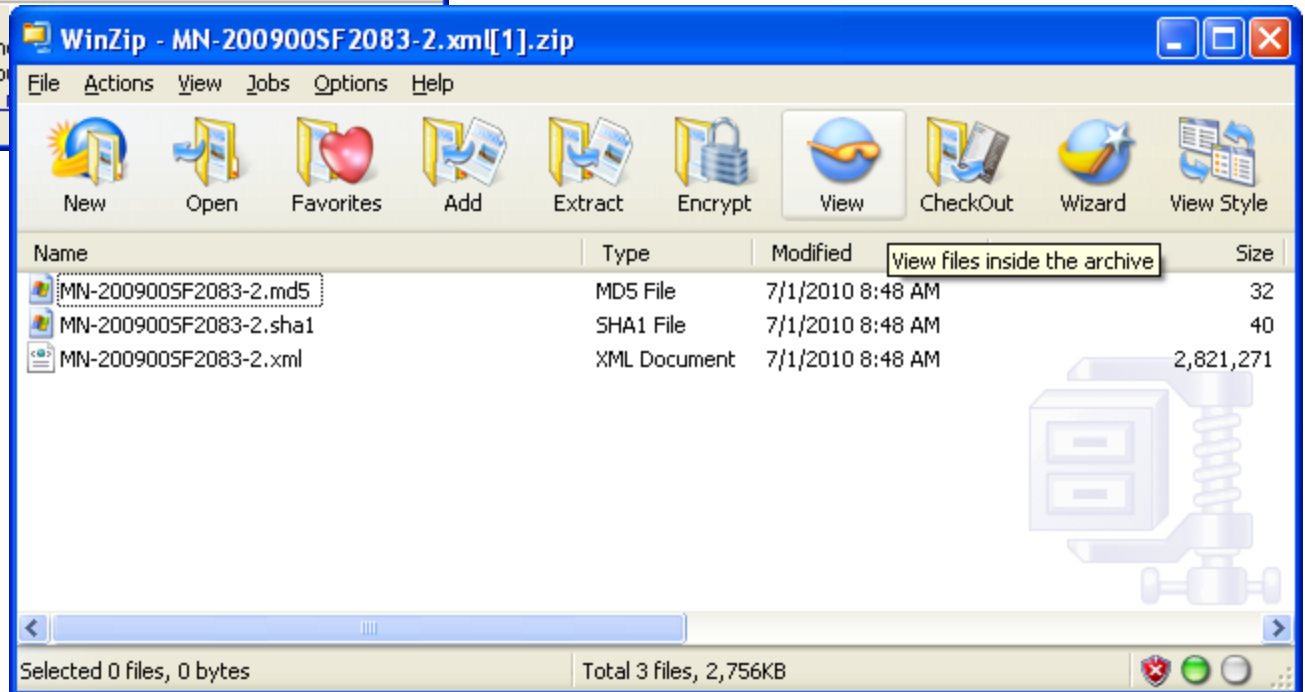 WinZip - MN-200900SF2083-2.xml[1].zip
File Actions View Jobs Options Help
New Open Favorites Add Extract Encrypt View CheckOut Wizard View Style
Name Type Modified Size
View files inside the archive
MN-200900SF2083-2.md5 MD5 File 7/1/2010 8:48 AM 32
MN-200900SF2083-2.sha1 SHA1 File 7/1/2010 8:48 AM 40
MN-200900SF2083-2.xml XML Document 7/1/2010 8:48 AM 2,821,271
Selected 0 files, 0 bytes Total 3 files, 2,756KB